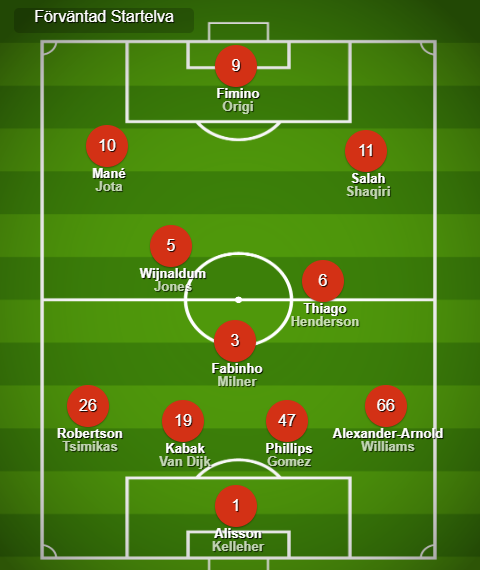 Förväntad Startelva
9
Fimino
Origi
10
Mané
Jota
11
Salah
Shaqiri
5
Wijnaldum
Jones
6
Thiago
Henderson
3
Fabinho
Milner
26
Robertson
Tsimikas
19
Kabak
Van Dijk
47
Phillips
Gomez
66
Alexander-Arnold
Williams
1
Alisson
Kelleher